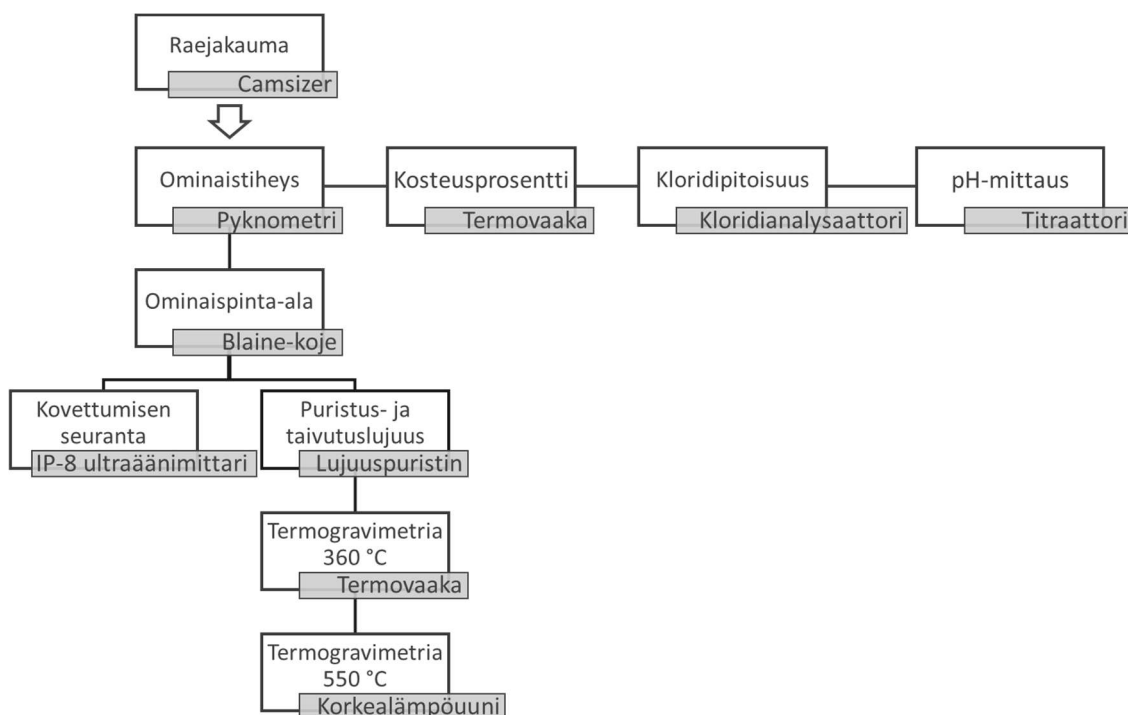 Raejakauma
Camsizer
Ominaistiheys
Pyknometri
Kosteusprosentti
Termovaaka
Kloridipitoisuus
Kloridianalysaattori
pH-mittaus
Titraattori
Ominaispinta-ala
Blaine-koje
Kovettumisen
seuranta
IP-8 ultraäänimittari
Puristus- ja
taivutuslujuus
Lujuuspuristin
Termogravimetria
360 °C
Termovaaka
Termogravimetria
550 °C
Korkealämpöuuni